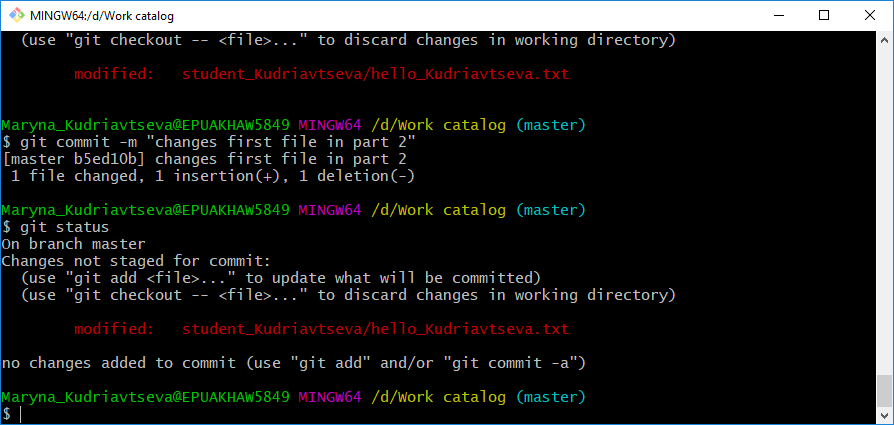 MINGW64:/d/Work catalog
(use "git checkout -- <file>..." to discard changes in working directory)
modified:   student_Kudriavtseva/hello_Kudriavtseva.txt
Maryna_Kudriavtseva@EPUAKHAW5849 MINGW64 /d/Work catalog (master)
$ git commit -m "changes first file in part 2"
[master b5ed10b] changes first file in part 2
1 file changed, 1 insertion(+), 1 deletion(-)
Maryna_Kudriavtseva@EPUAKHAW5849 MINGW64 /d/Work catalog (master)
$ git status
On branch master
Changes not staged for commit:
(use "git add <file>..." to update what will be committed)
(use "git checkout -- <file>..." to discard changes in working directory)
modified:   student_Kudriavtseva/hello_Kudriavtseva.txt
no changes added to commit (use "git add" and/or "git commit -a")
Maryna_Kudriavtseva@EPUAKHAW5849 MINGW64 /d/Work catalog (master)
$